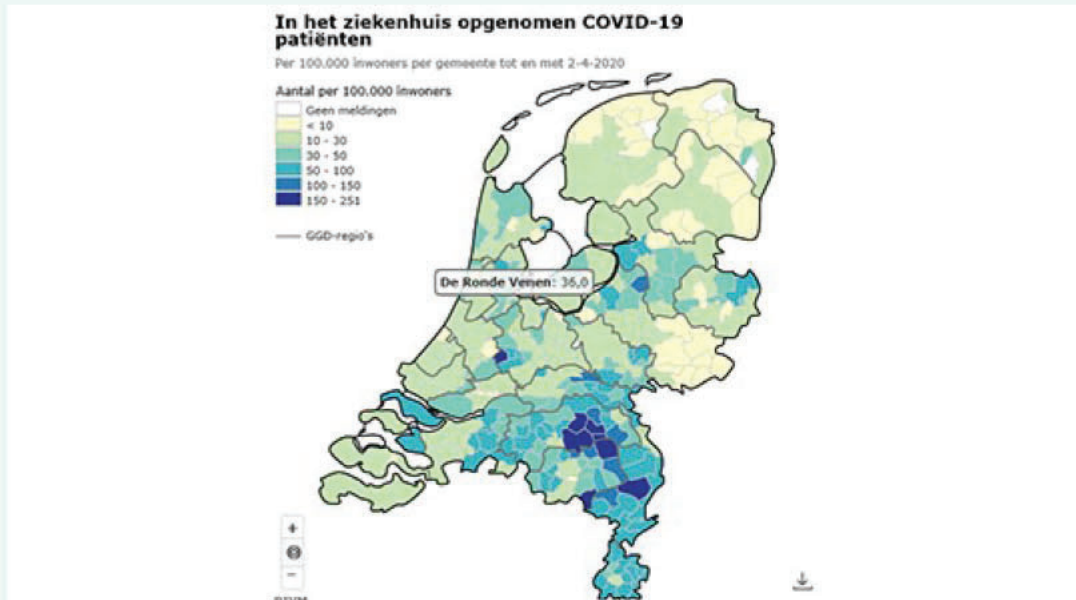 In het ziekenhuis opgenomen COVID-19
patiënten
Per 100.000 inwoners per gemeente tot en met 2-4-2020
Aantal per 100.000 inwoners
Geen meldingen
< 10
10 - 30
30 - 50
50 - 100
100 - 150
150 - 251
GGD-regio's
De Ronde Venen: 36,0
+
−